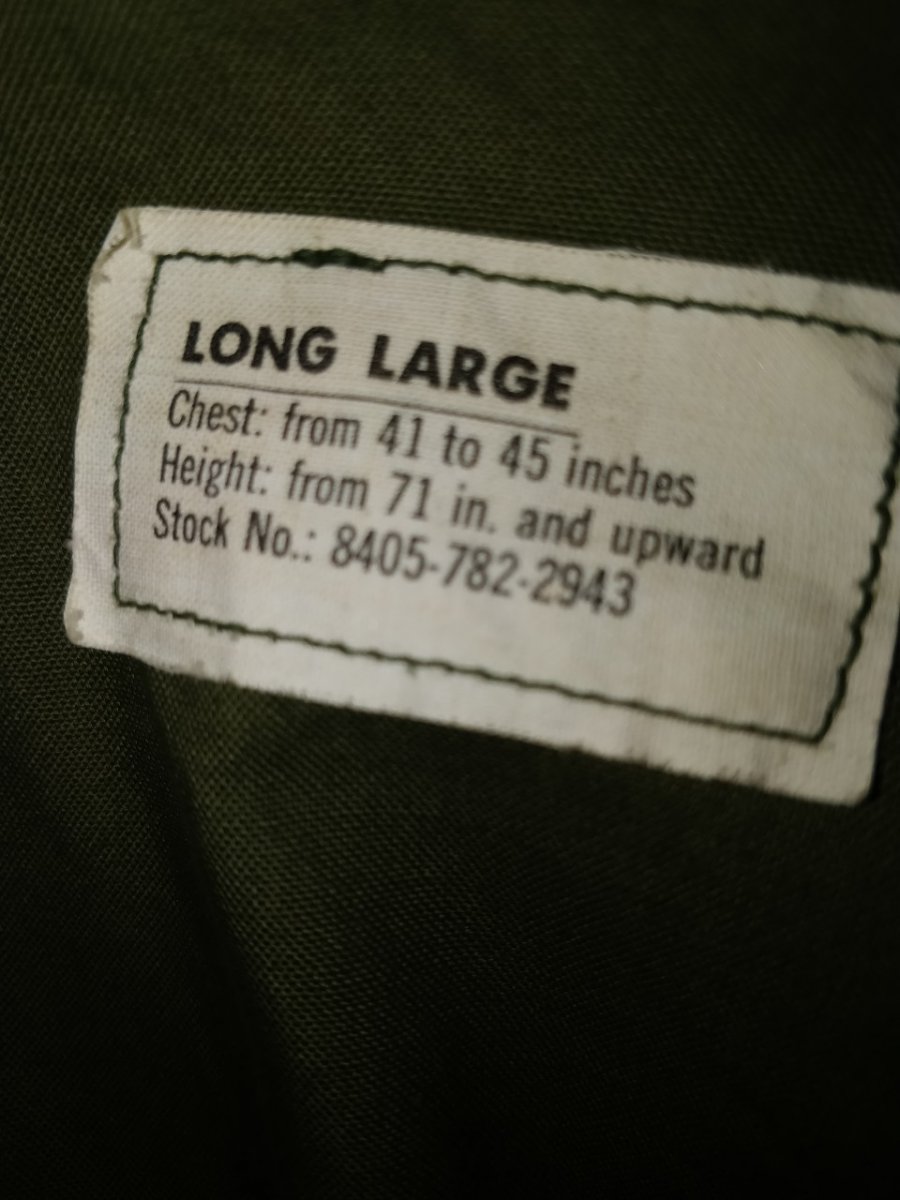 LONG LARGE
Chest: from 41 to 45 inches
Height: from 71 in. and upward
Stock No.: 8405-782-2943